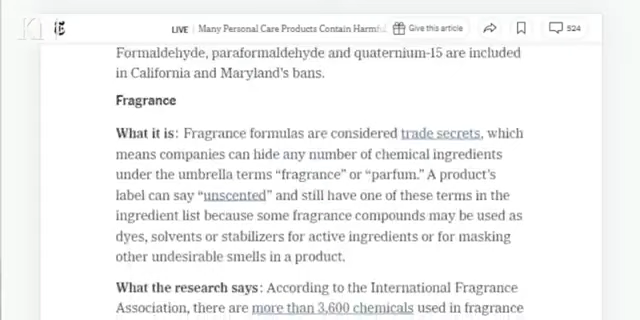 LIVE Many Personal Care Products Contain Harmf Give this article 524
Formaldehyde, paraformaldehyde and quaternium-15 are included
in California and Maryland's bans.
Fragrance
What it is: Fragrance formulas are considered trade secrets, which
means companies can hide any number of chemical ingredients
under the umbrella terms “fragrance” or “parfum.” A product's
label can say “unscented” and still have one of these terms in the
ingredient list because some fragrance compounds may be used as
dyes, solvents or stabilizers for active ingredients or for masking
other undesirable smells in a product.
What the research says: According to the International Fragrance
Association, there are more than 3,600 chemicals used in fragrance